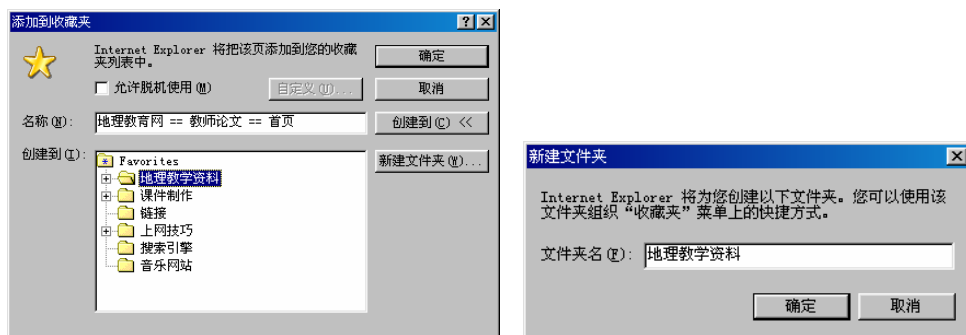 添加到收藏夹
Internet Explorer 将把该页添加到您的收藏
夹列表中。
确定
允许脱机使用(M)
自定义(U)...
取消
名称(N):
地理教育网 == 教师论文 == 首页
创建到(C) <<
创建到(I):
Favorites
新建文件夹(W)...
地理教学资料
课件制作
链接
上网技巧
搜索引擎
音乐网站
新建文件夹
Internet Explorer 将为您创建以下文件夹。您可以使用该
文件夹组织“收藏夹”菜单上的快捷方式。
文件夹名(F):
地理教学资料
确定
取消